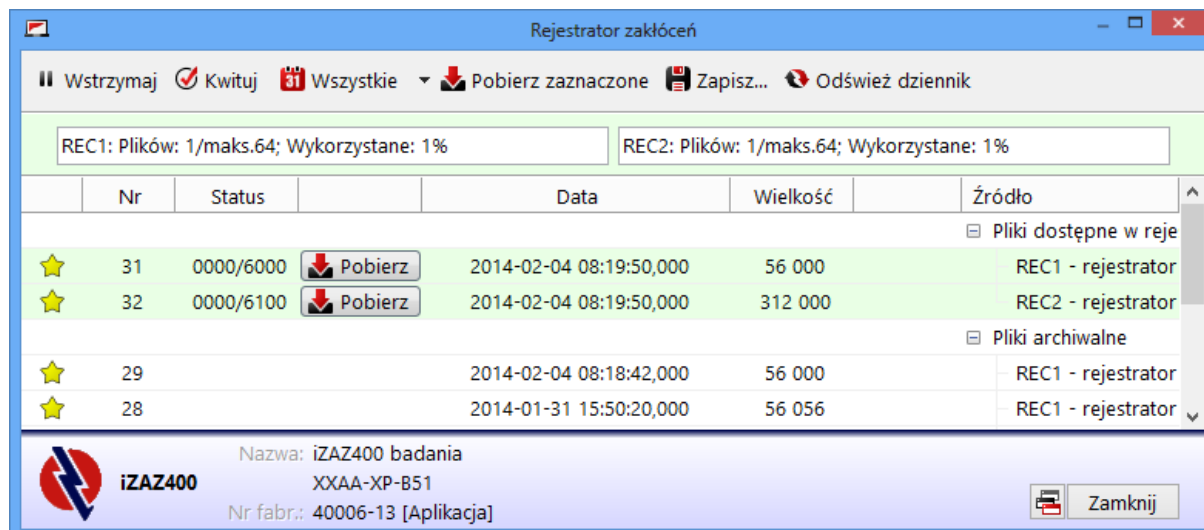 Rejestrator zakłóceń
Wstrzymaj Kwituj 31 Wszystkie Pobierz zaznaczone Zapisz... Odśwież dziennik
REC1: Plików: 1/maks.64; Wykorzystane: 1% REC2: Plików: 1/maks.64; Wykorzystane: 1%
Nr Status Data Wielkość Źródło
Pliki dostępne w reje
31 0000/6000 Pobierz 2014-02-04 08:19:50,000 56 000 REC1 - rejestrator
32 0000/6100 Pobierz 2014-02-04 08:19:50,000 312 000 REC2 - rejestrator
Pliki archiwalne
29 2014-02-04 08:18:42,000 56 000 REC1 - rejestrator
28 2014-01-31 15:50:20,000 56 056 REC1 - rejestrator
Nazwa: iZAZ400 badania
iZAZ400 XXAA-XP-B51
Nr fabr.: 40006-13 [Aplikacja]
Zamknij